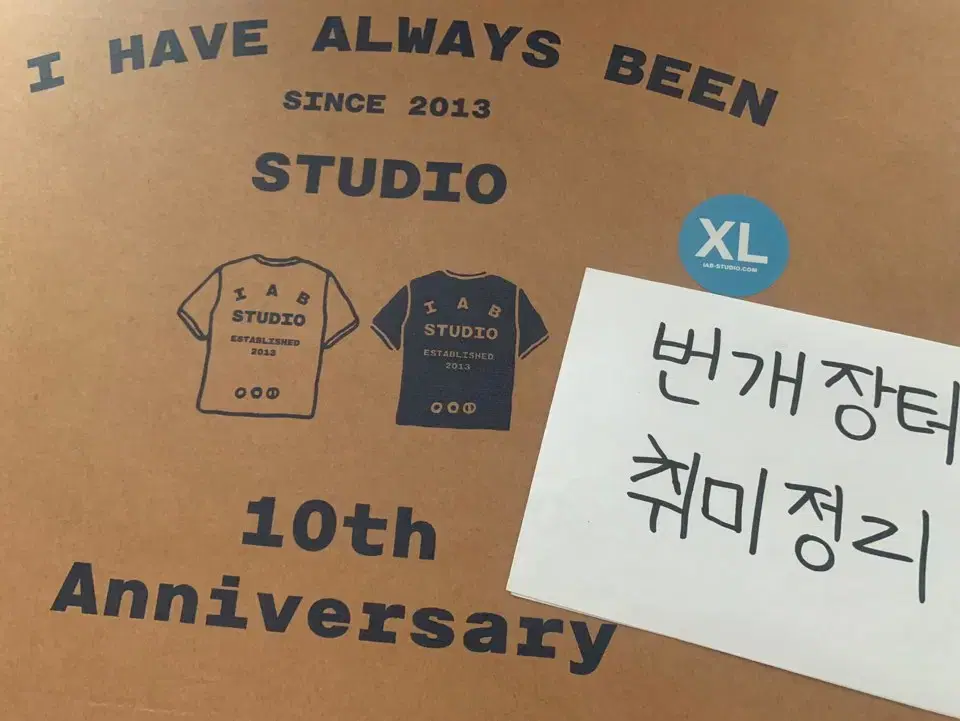 I HAVE ALWAYS BEEN
SINCE 2013
STUDIO
XL
IAB-STUDIO.COM
I A B
STUDIO
ESTABLISHED
2013
I A B
STUDIO
ESTABLISHED
2013
번개장터
취미정리
10th
Anniversary